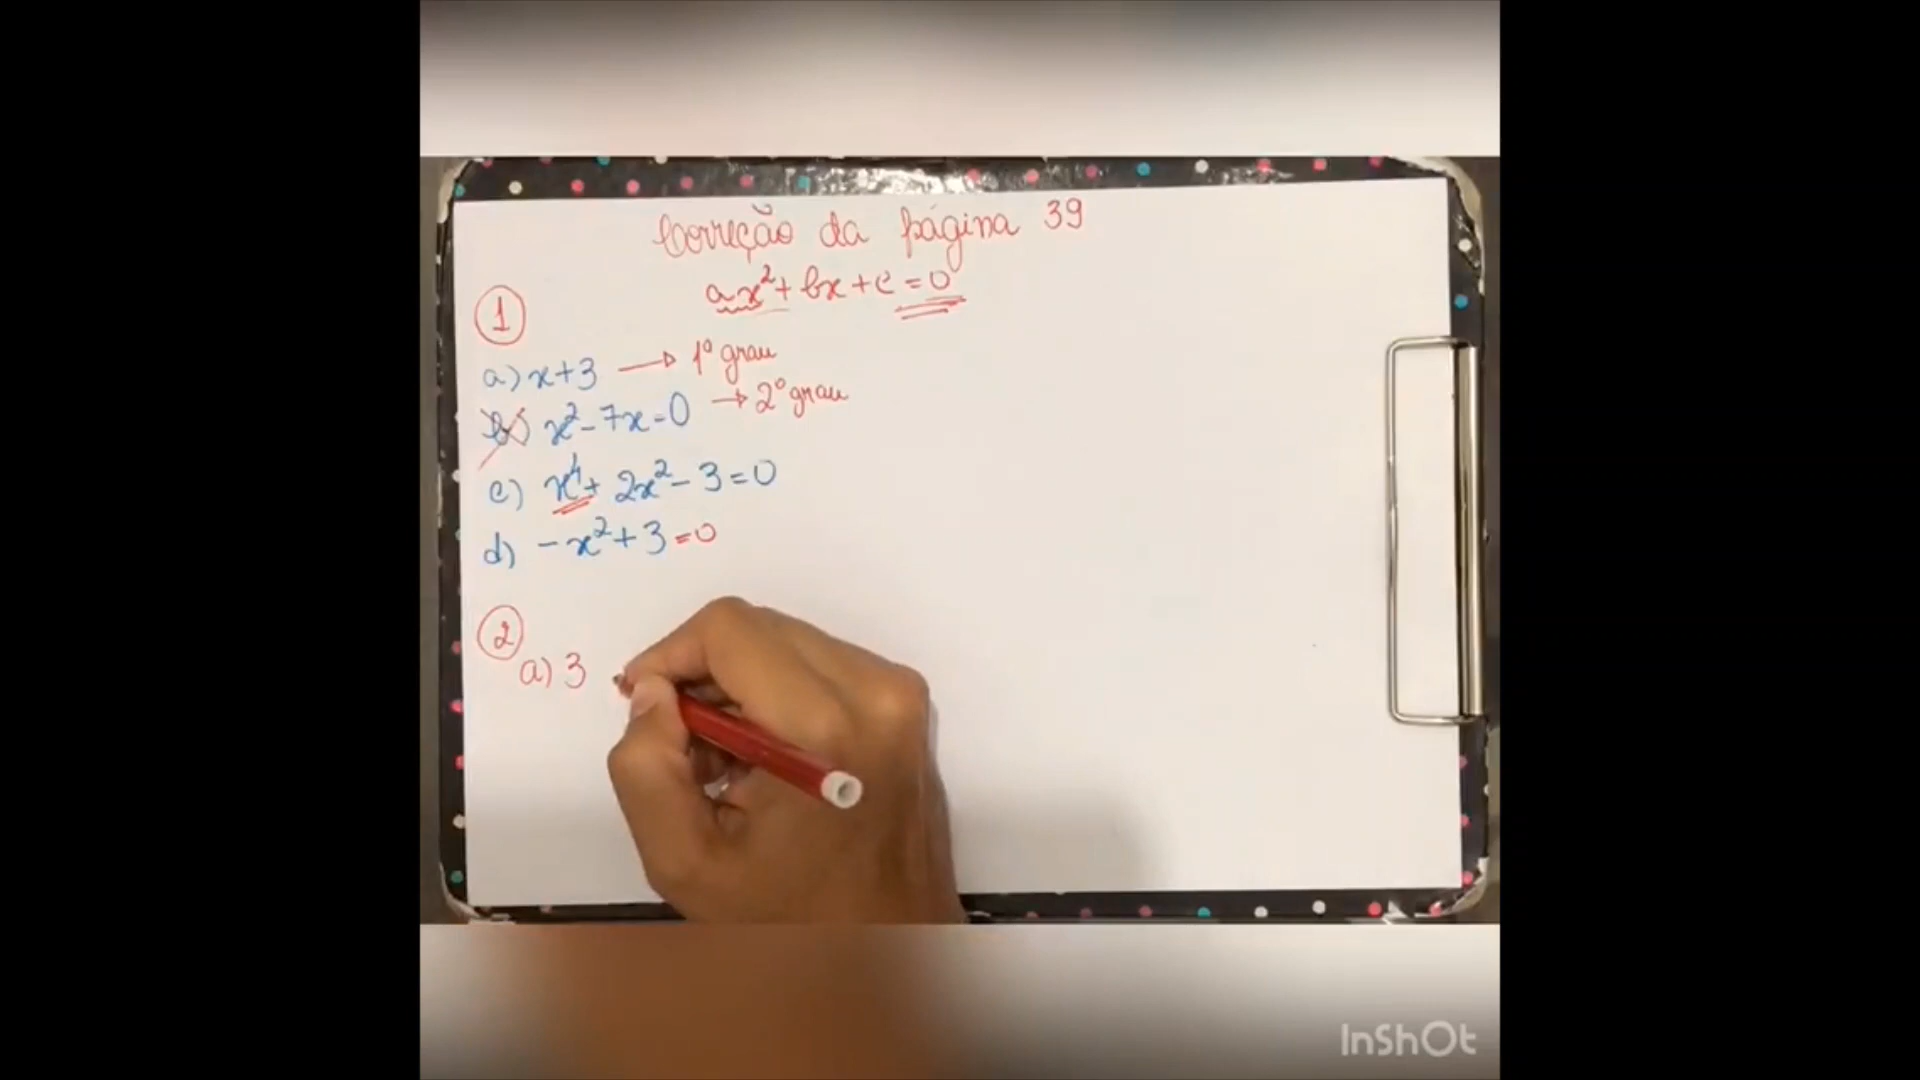 Correção da página 39
ax²+bx+c=0
1
a) x+3 → 1º grau
b) x²-7x=0 → 2º grau
c) x⁴+ 2x²-3=0
d) -x²+3=0
2
a) 3
InShOt